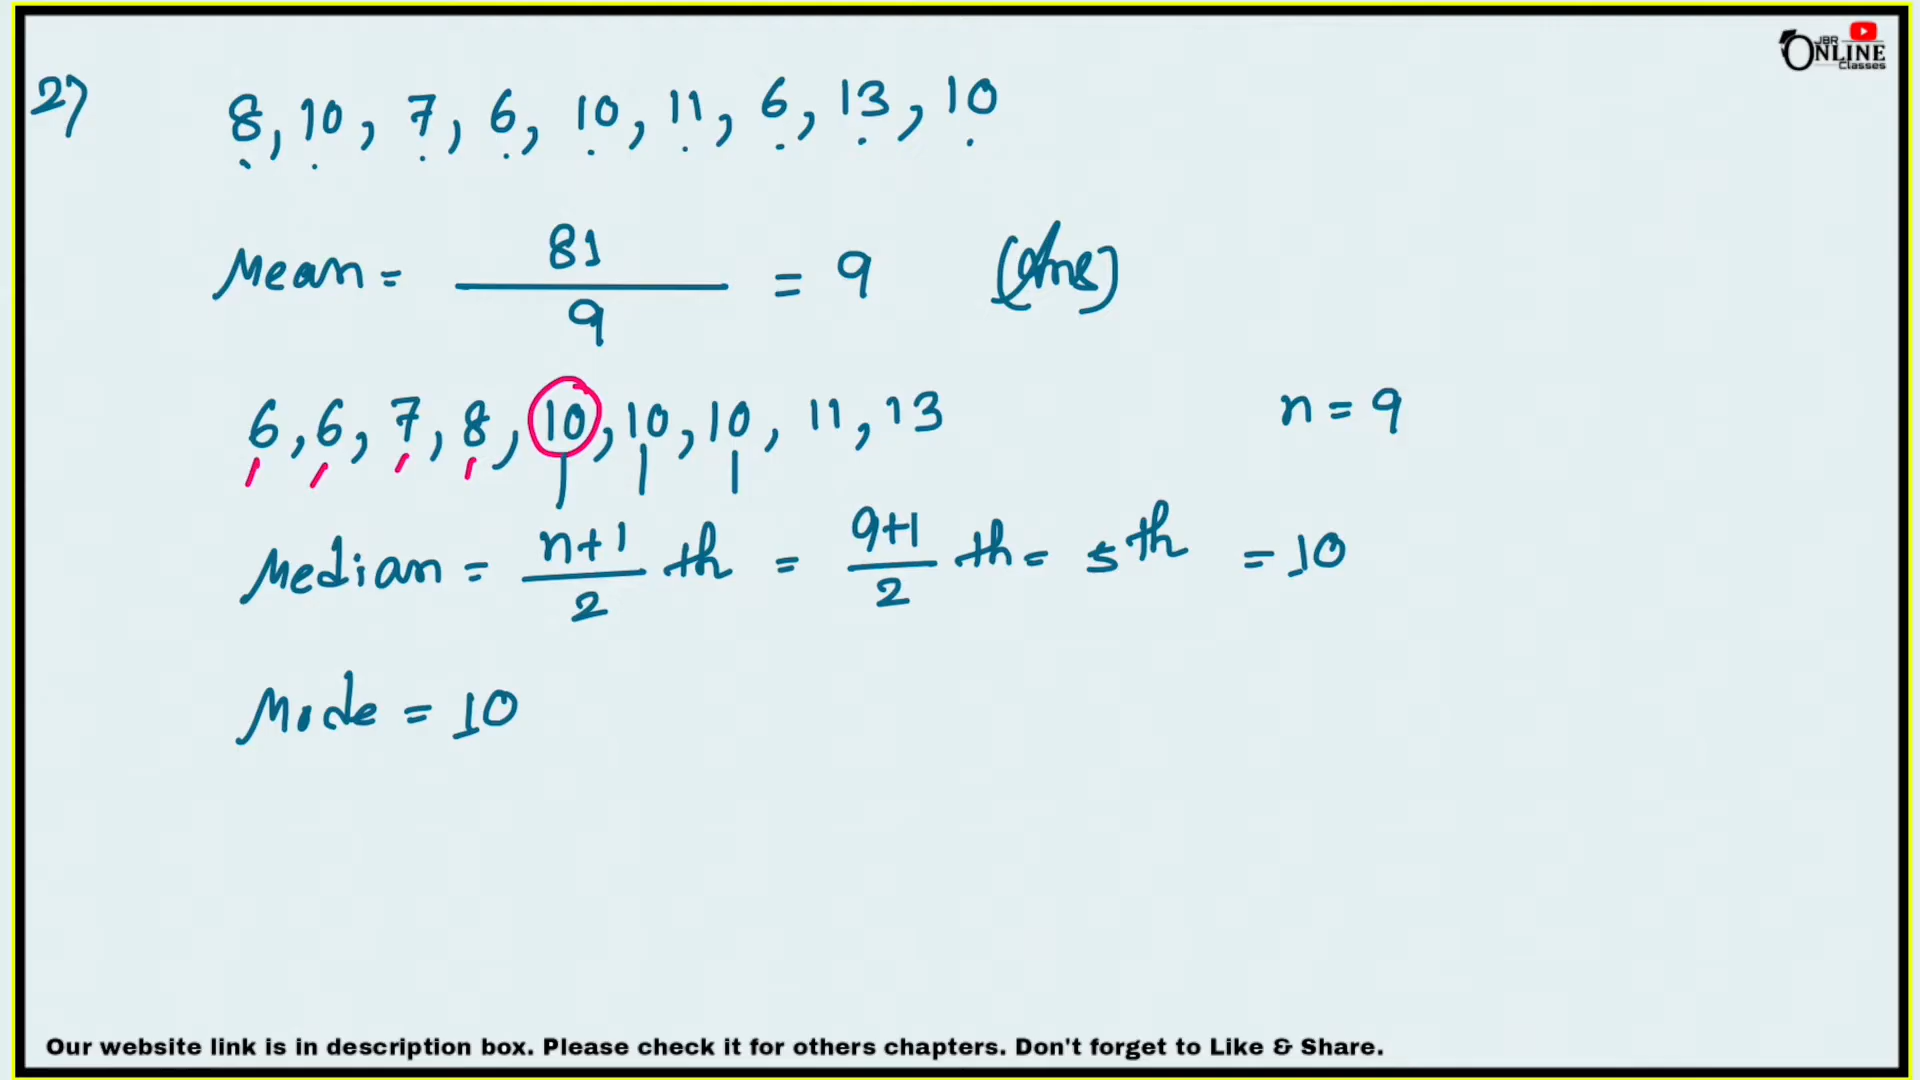 JBR
ONLINE
Classes
2) 8, 10, 7, 6, 10, 11, 6, 13, 10
Mean = 81/9 = 9 (Ans)
6, 6, 7, 8, 10, 10, 10, 11, 13 n = 9
Median = n+1/2 th = 9+1/2 th = 5th = 10
Mode = 10
Our website link is in description box. Please check it for others chapters. Don't forget to Like & Share.